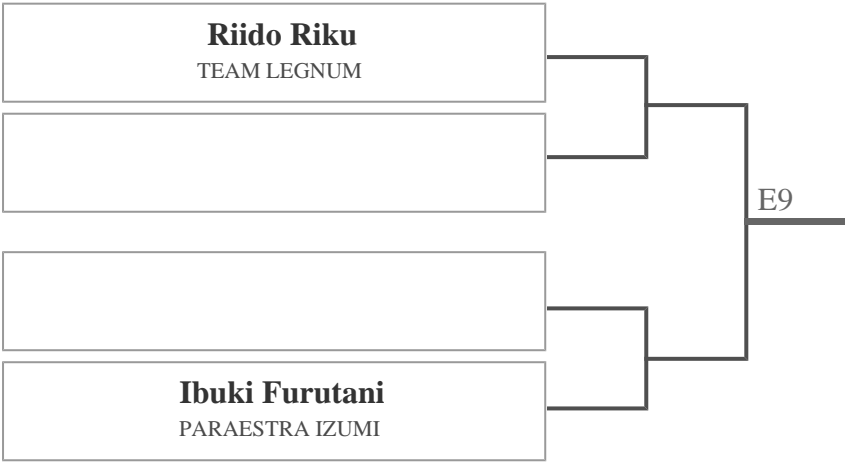 Riido Riku
TEAM LEGNUM
E9
Ibuki Furutani
PARAESTRA IZUMI